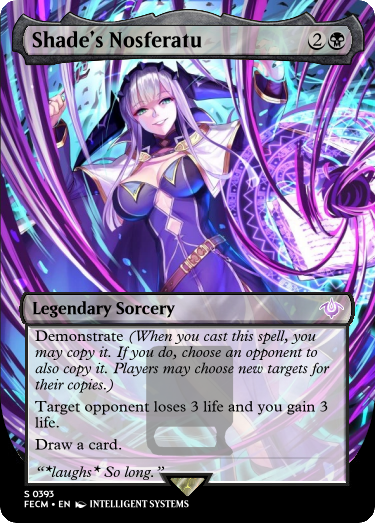 Shade's Nosferatu 2
Legendary Sorcery
Demonstrate (When you cast this spell, you
may copy it. If you do, choose an opponent to
also copy it. Players may choose new targets for
their copies.)
Target opponent loses 3 life and you gain 3
life.
Draw a card.
“*laughs* So long.”
S 0393
FECM • EN INTELLIGENT SYSTEMS